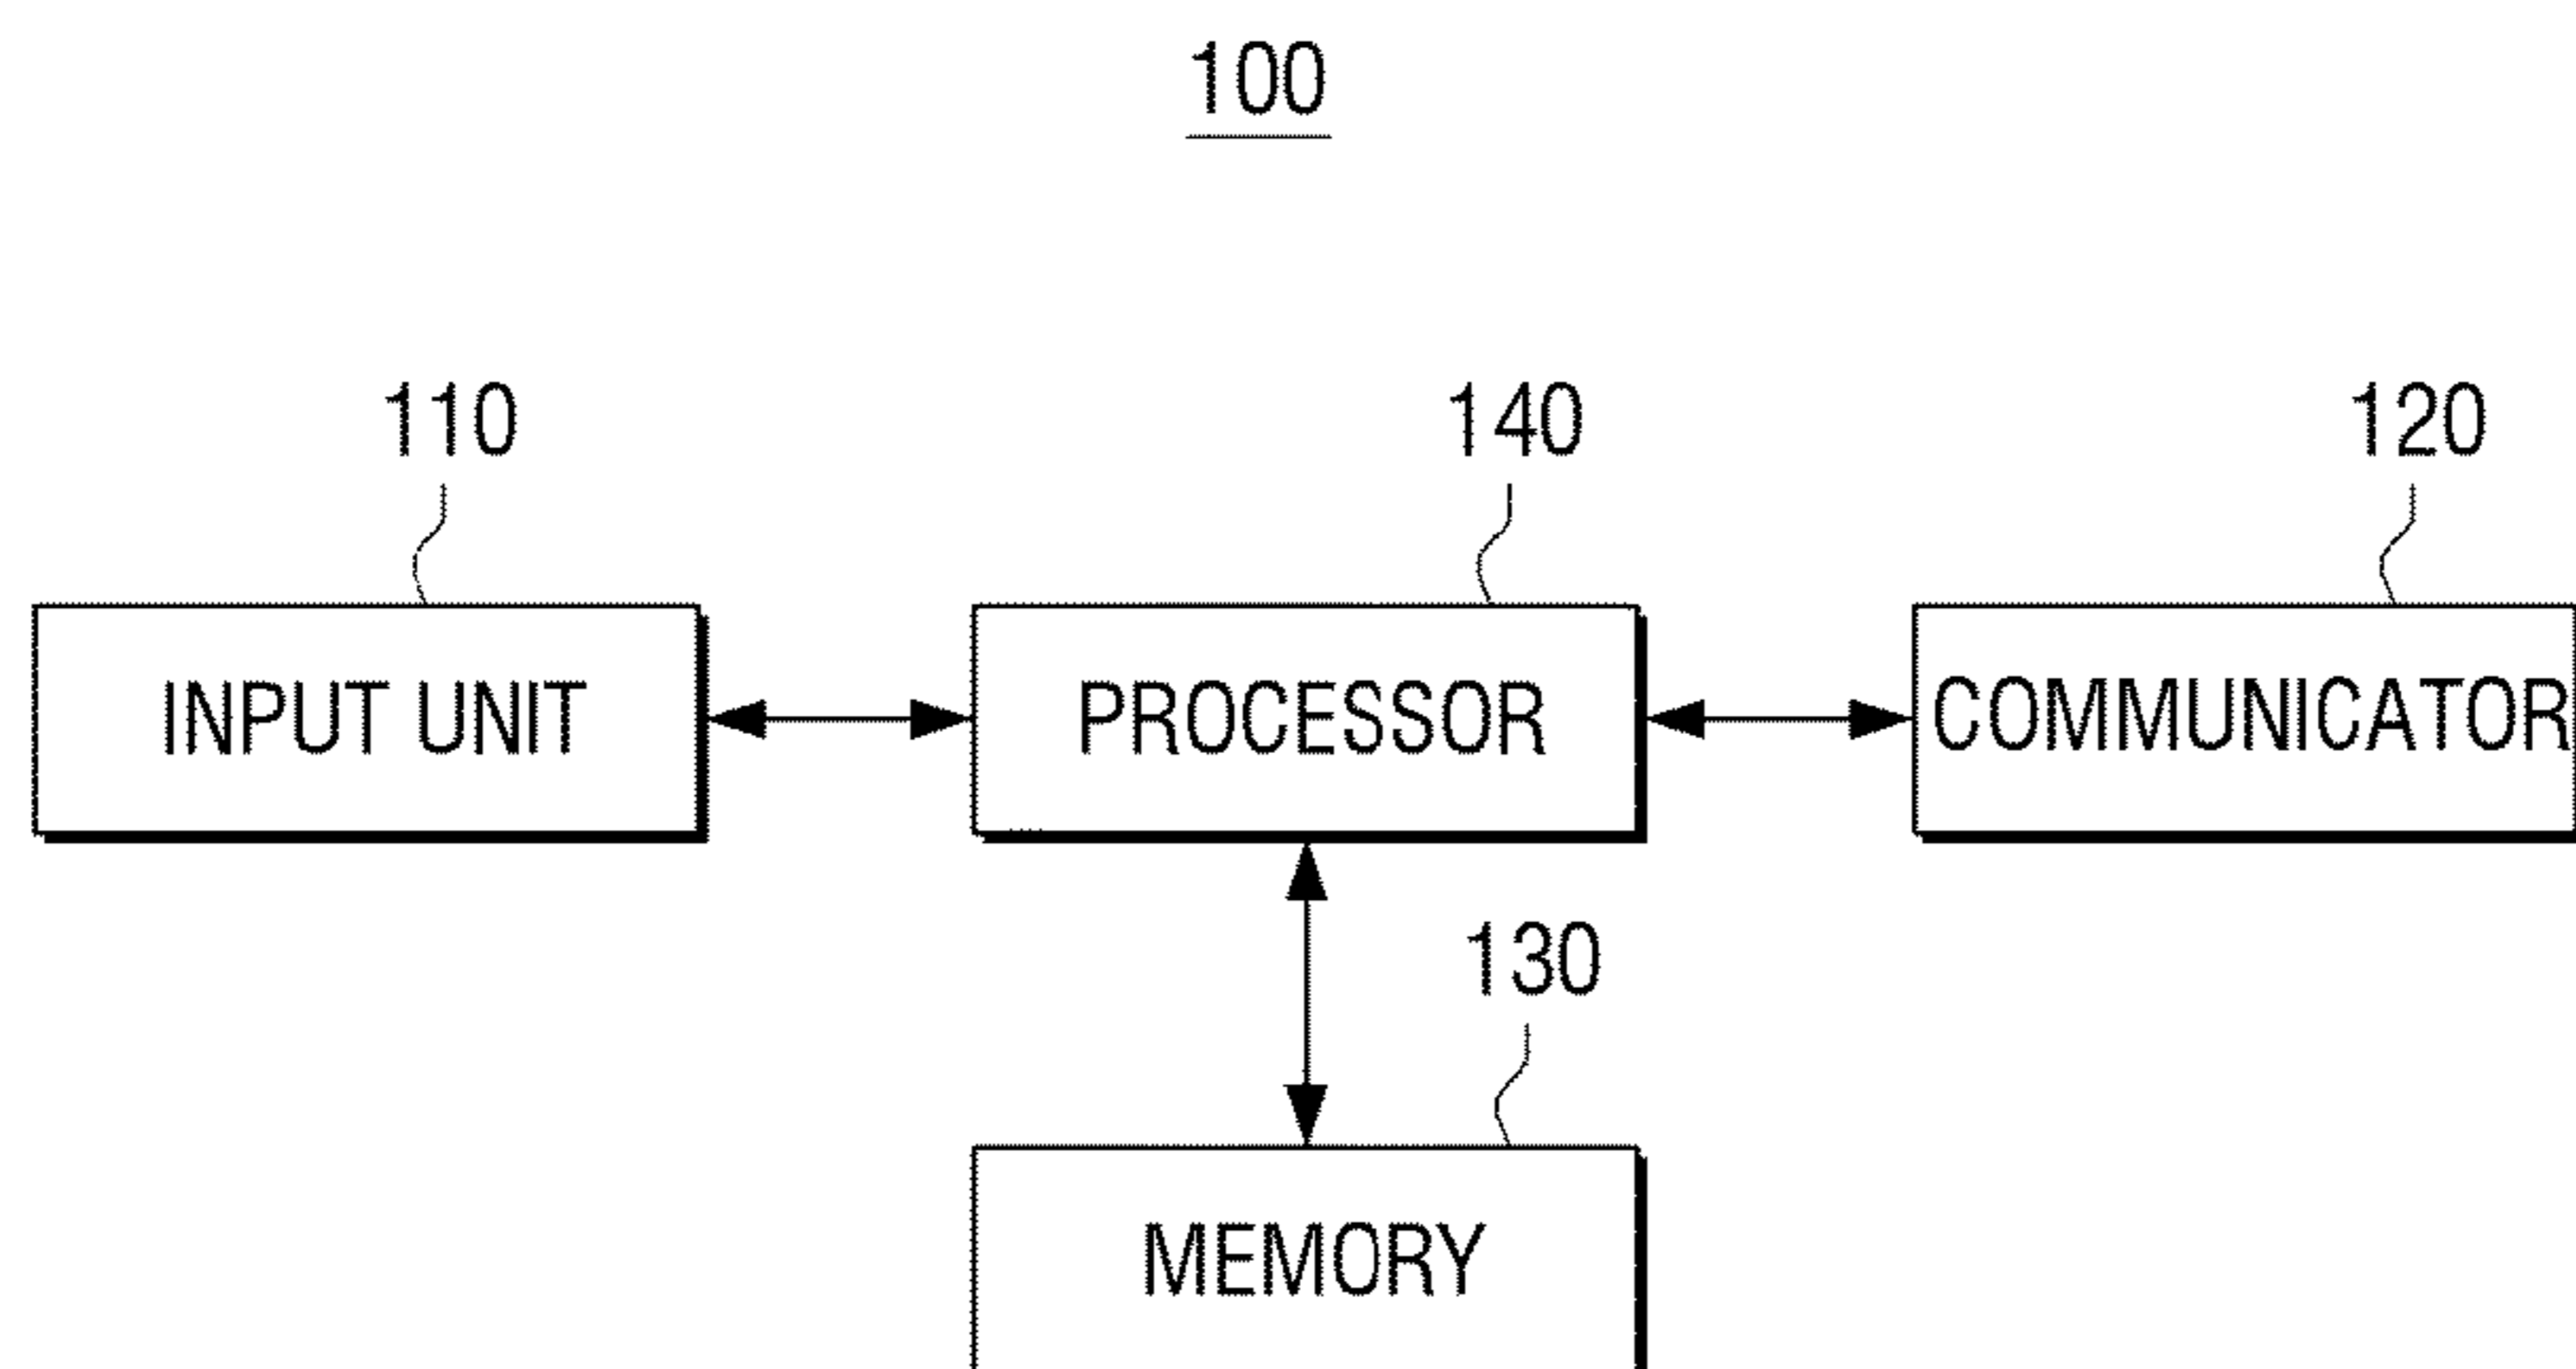 100
110
140
120
INPUT UNIT
PROCESSOR
COMMUNICATOR
130
MEMORY